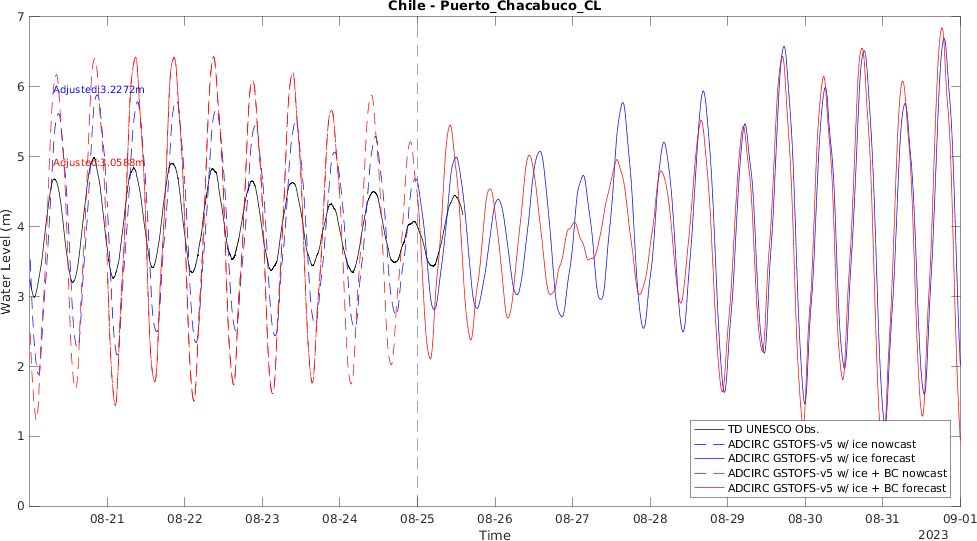 Chile - Puerto_Chacabuco_CL
7
6
5
4
3
2
1
0
Water Level (m)
Adjusted:3.2272m
Adjusted:3.0588m
TD UNESCO Obs.
ADCIRC GSTOFS-v5 w/ ice nowcast
ADCIRC GSTOFS-v5 w/ ice forecast
ADCIRC GSTOFS-v5 w/ ice + BC nowcast
ADCIRC GSTOFS-v5 w/ ice + BC forecast
08-21 08-22 08-23 08-24 08-25 08-26 08-27 08-28 08-29 08-30 08-31 09-01
Time
2023